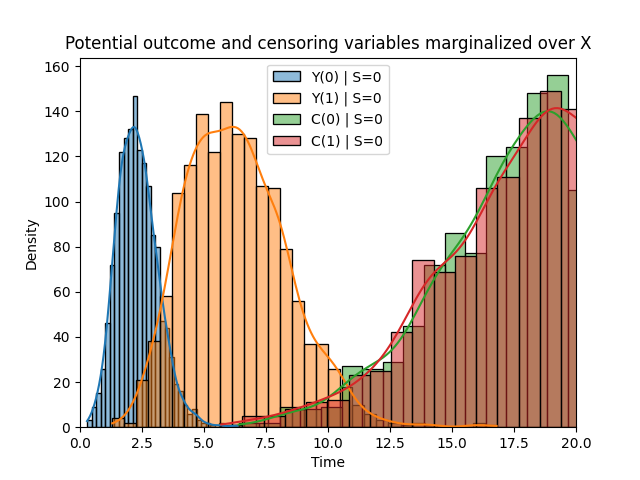 Potential outcome and censoring variables marginalized over X
160
140
120
100
80
60
40
20
0
Density
Y(0) | S=0
Y(1) | S=0
C(0) | S=0
C(1) | S=0
0.0 2.5 5.0 7.5 10.0 12.5 15.0 17.5 20.0
Time